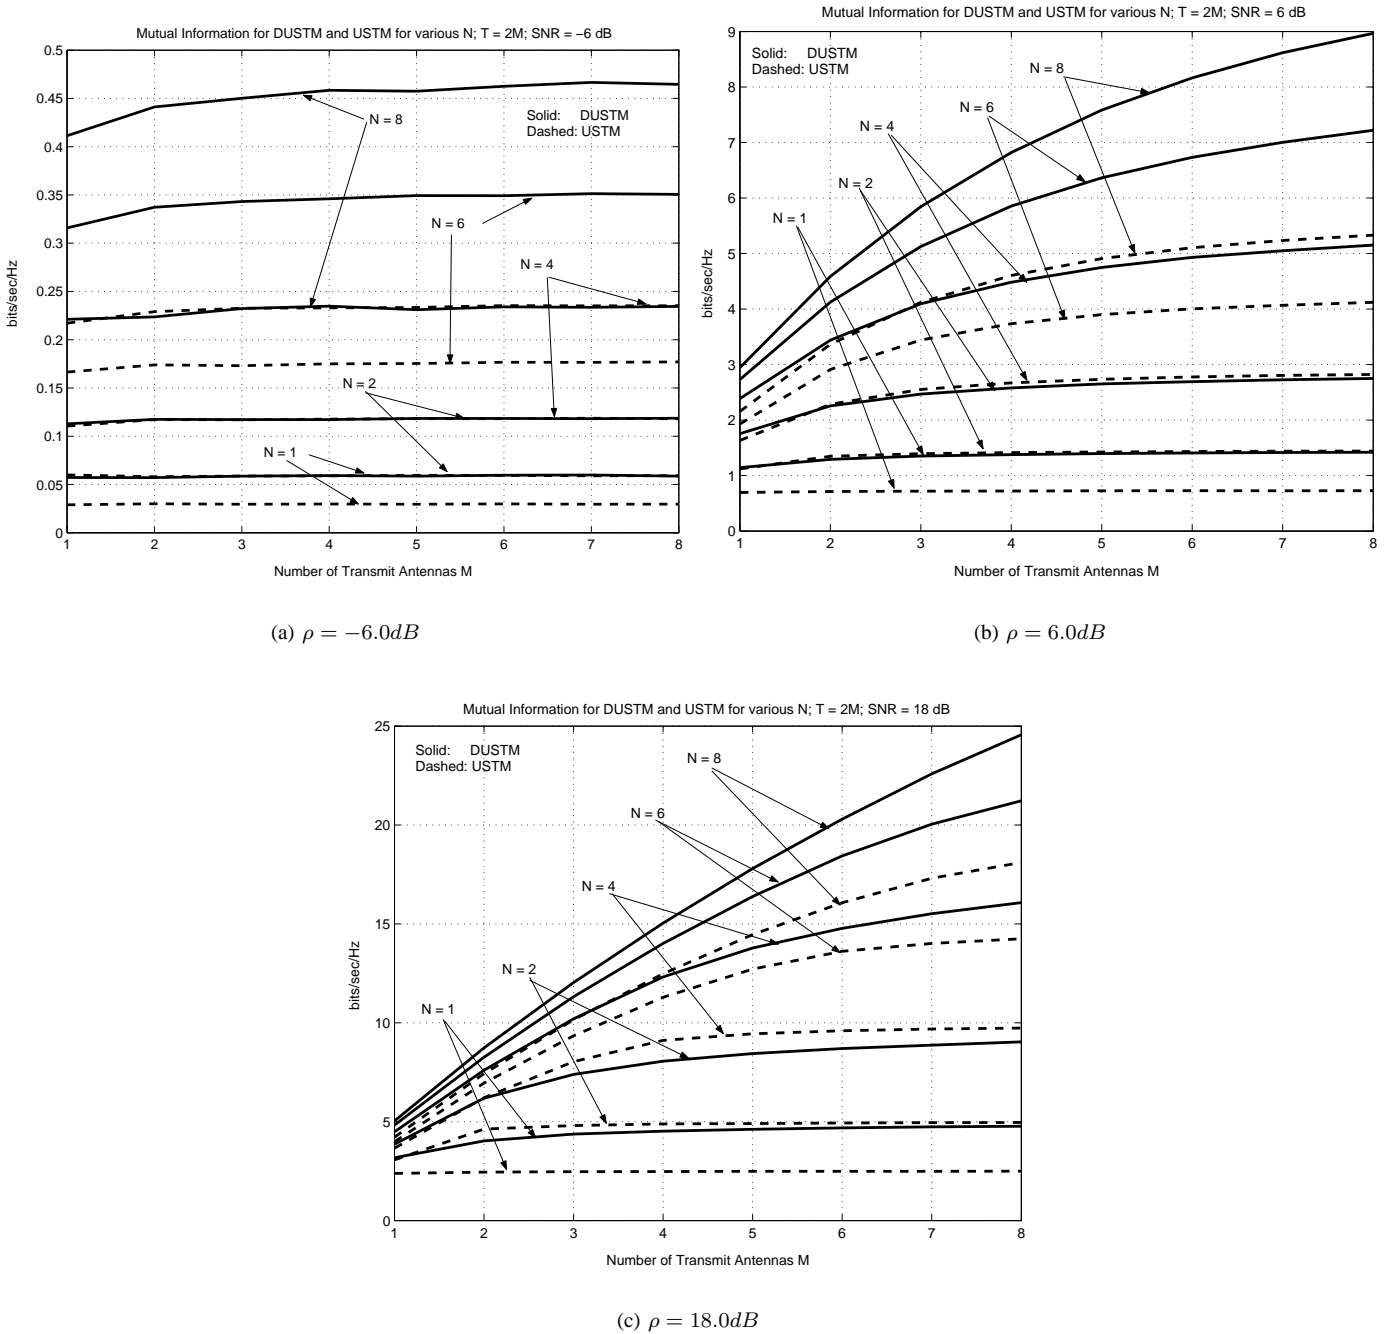 Mutual Information for DUSTM and USTM for various N; T = 2M; SNR = −6 dB
0.5
0.45
0.4
0.35
0.3
0.25
0.2
0.15
0.1
0.05
0
bits/sec/Hz
N = 8
Solid: DUSTM
Dashed: USTM
N = 6
N = 4
N = 2
N = 1
1 2 3 4 5 6 7 8
Number of Transmit Antennas M
(a) ρ = −6.0dB
Mutual Information for DUSTM and USTM for various N; T = 2M; SNR = 6 dB
9
8
7
6
5
4
3
2
1
0
bits/sec/Hz
Solid: DUSTM
Dashed: USTM
N = 8
N = 6
N = 4
N = 2
N = 1
1 2 3 4 5 6 7 8
Number of Transmit Antennas M
(b) ρ = 6.0dB
Mutual Information for DUSTM and USTM for various N; T = 2M; SNR = 18 dB
25
20
15
10
5
0
bits/sec/Hz
Solid: DUSTM
Dashed: USTM
N = 8
N = 6
N = 4
N = 2
N = 1
1 2 3 4 5 6 7 8
Number of Transmit Antennas M
(c) ρ = 18.0dB